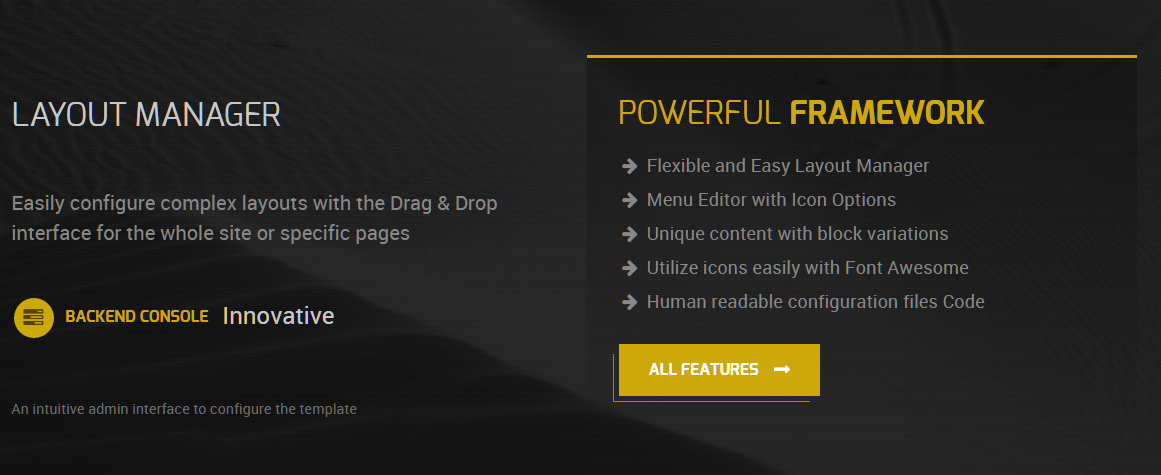 LAYOUT MANAGER
Easily configure complex layouts with the Drag & Drop
interface for the whole site or specific pages
BACKEND CONSOLE Innovative
An intuitive admin interface to configure the template
POWERFUL FRAMEWORK
Flexible and Easy Layout Manager
Menu Editor with Icon Options
Unique content with block variations
Utilize icons easily with Font Awesome
Human readable configuration files Code
ALL FEATURES